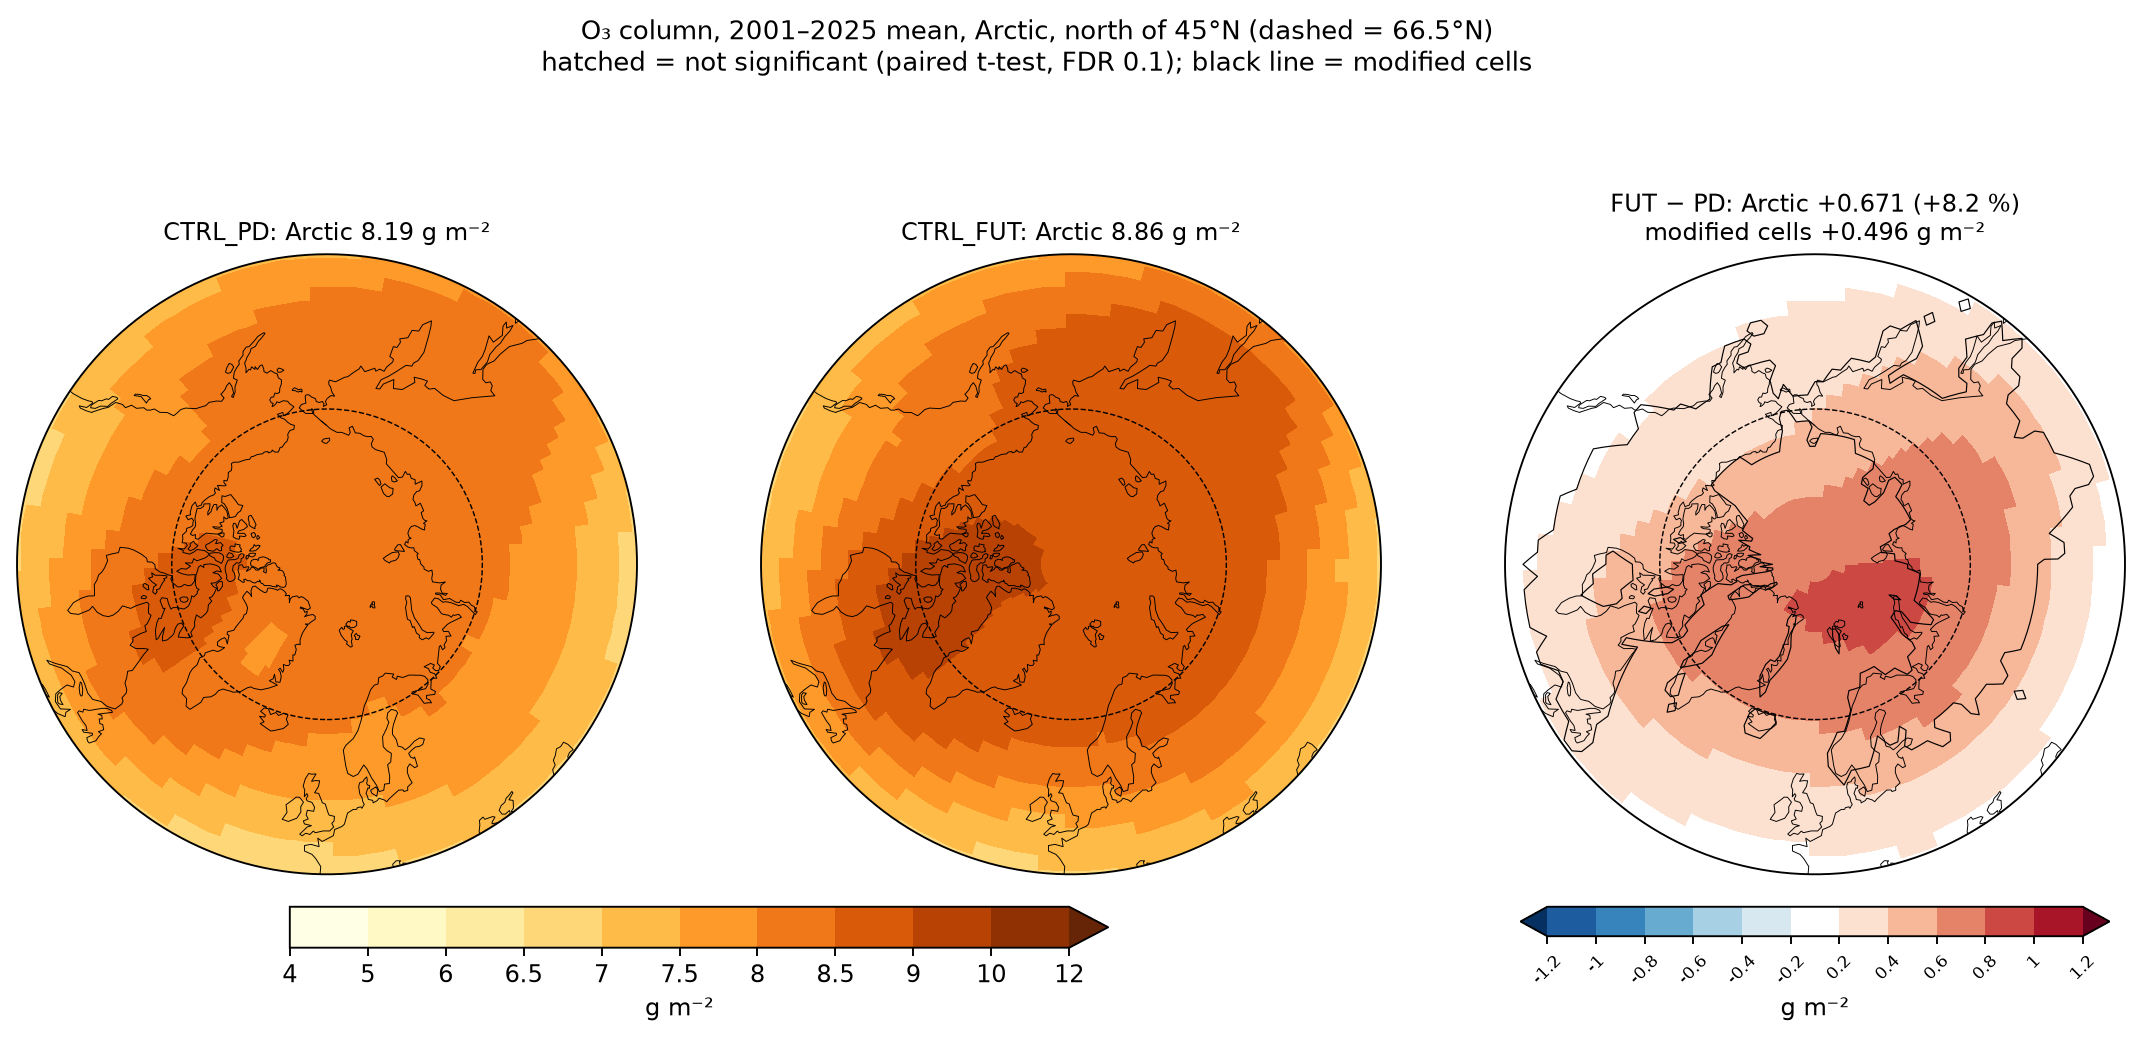 O₃ column, 2001–2025 mean, Arctic, north of 45°N (dashed = 66.5°N)
hatched = not significant (paired t-test, FDR 0.1); black line = modified cells
CTRL_PD: Arctic 8.19 g m⁻²
CTRL_FUT: Arctic 8.86 g m⁻²
FUT − PD: Arctic +0.671 (+8.2 %)
modified cells +0.496 g m⁻²
4 5 6 6.5 7 7.5 8 8.5 9 10 12
g m⁻²
-1.2 -1 -0.8 -0.6 -0.4 -0.2 0.2 0.4 0.6 0.8 1 1.2
g m⁻²